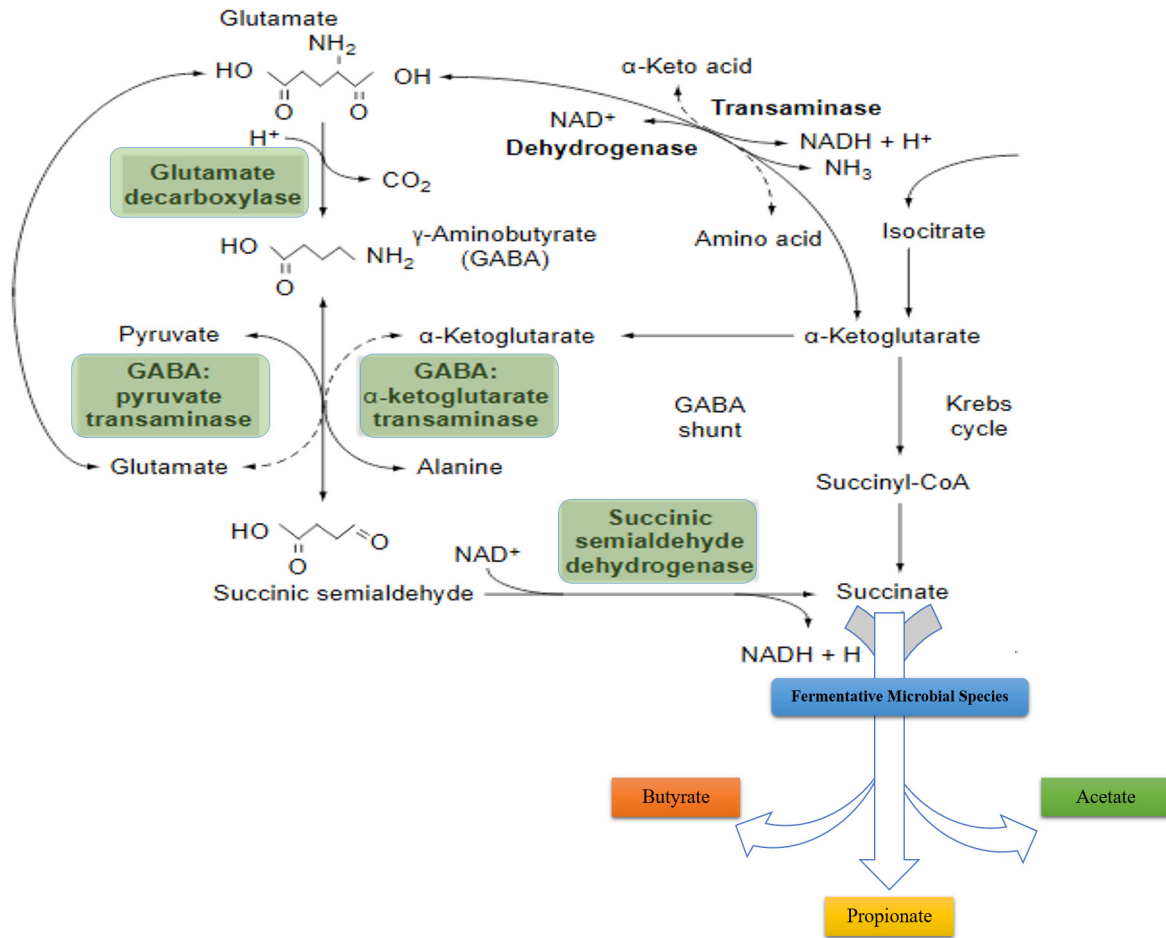 Glutamate
NH2
HO
OH
O
O
α-Keto acid
Transaminase
NAD+
Dehydrogenase
NADH + H+
NH3
H+
Glutamate
decarboxylase
CO2
Amino acid
Isocitrate
HO
O
NH2
γ-Aminobutyrate
(GABA)
Pyruvate
α-Ketoglutarate
α-Ketoglutarate
GABA:
pyruvate
transaminase
GABA:
α-ketoglutarate
transaminase
GABA
shunt
Krebs
cycle
Glutamate
Alanine
Succinyl-CoA
HO
O
O
Succinic semialdehyde
NAD+
Succinic
semialdehyde
dehydrogenase
Succinate
NADH + H
Fermentative Microbial Species
Butyrate
Acetate
Propionate